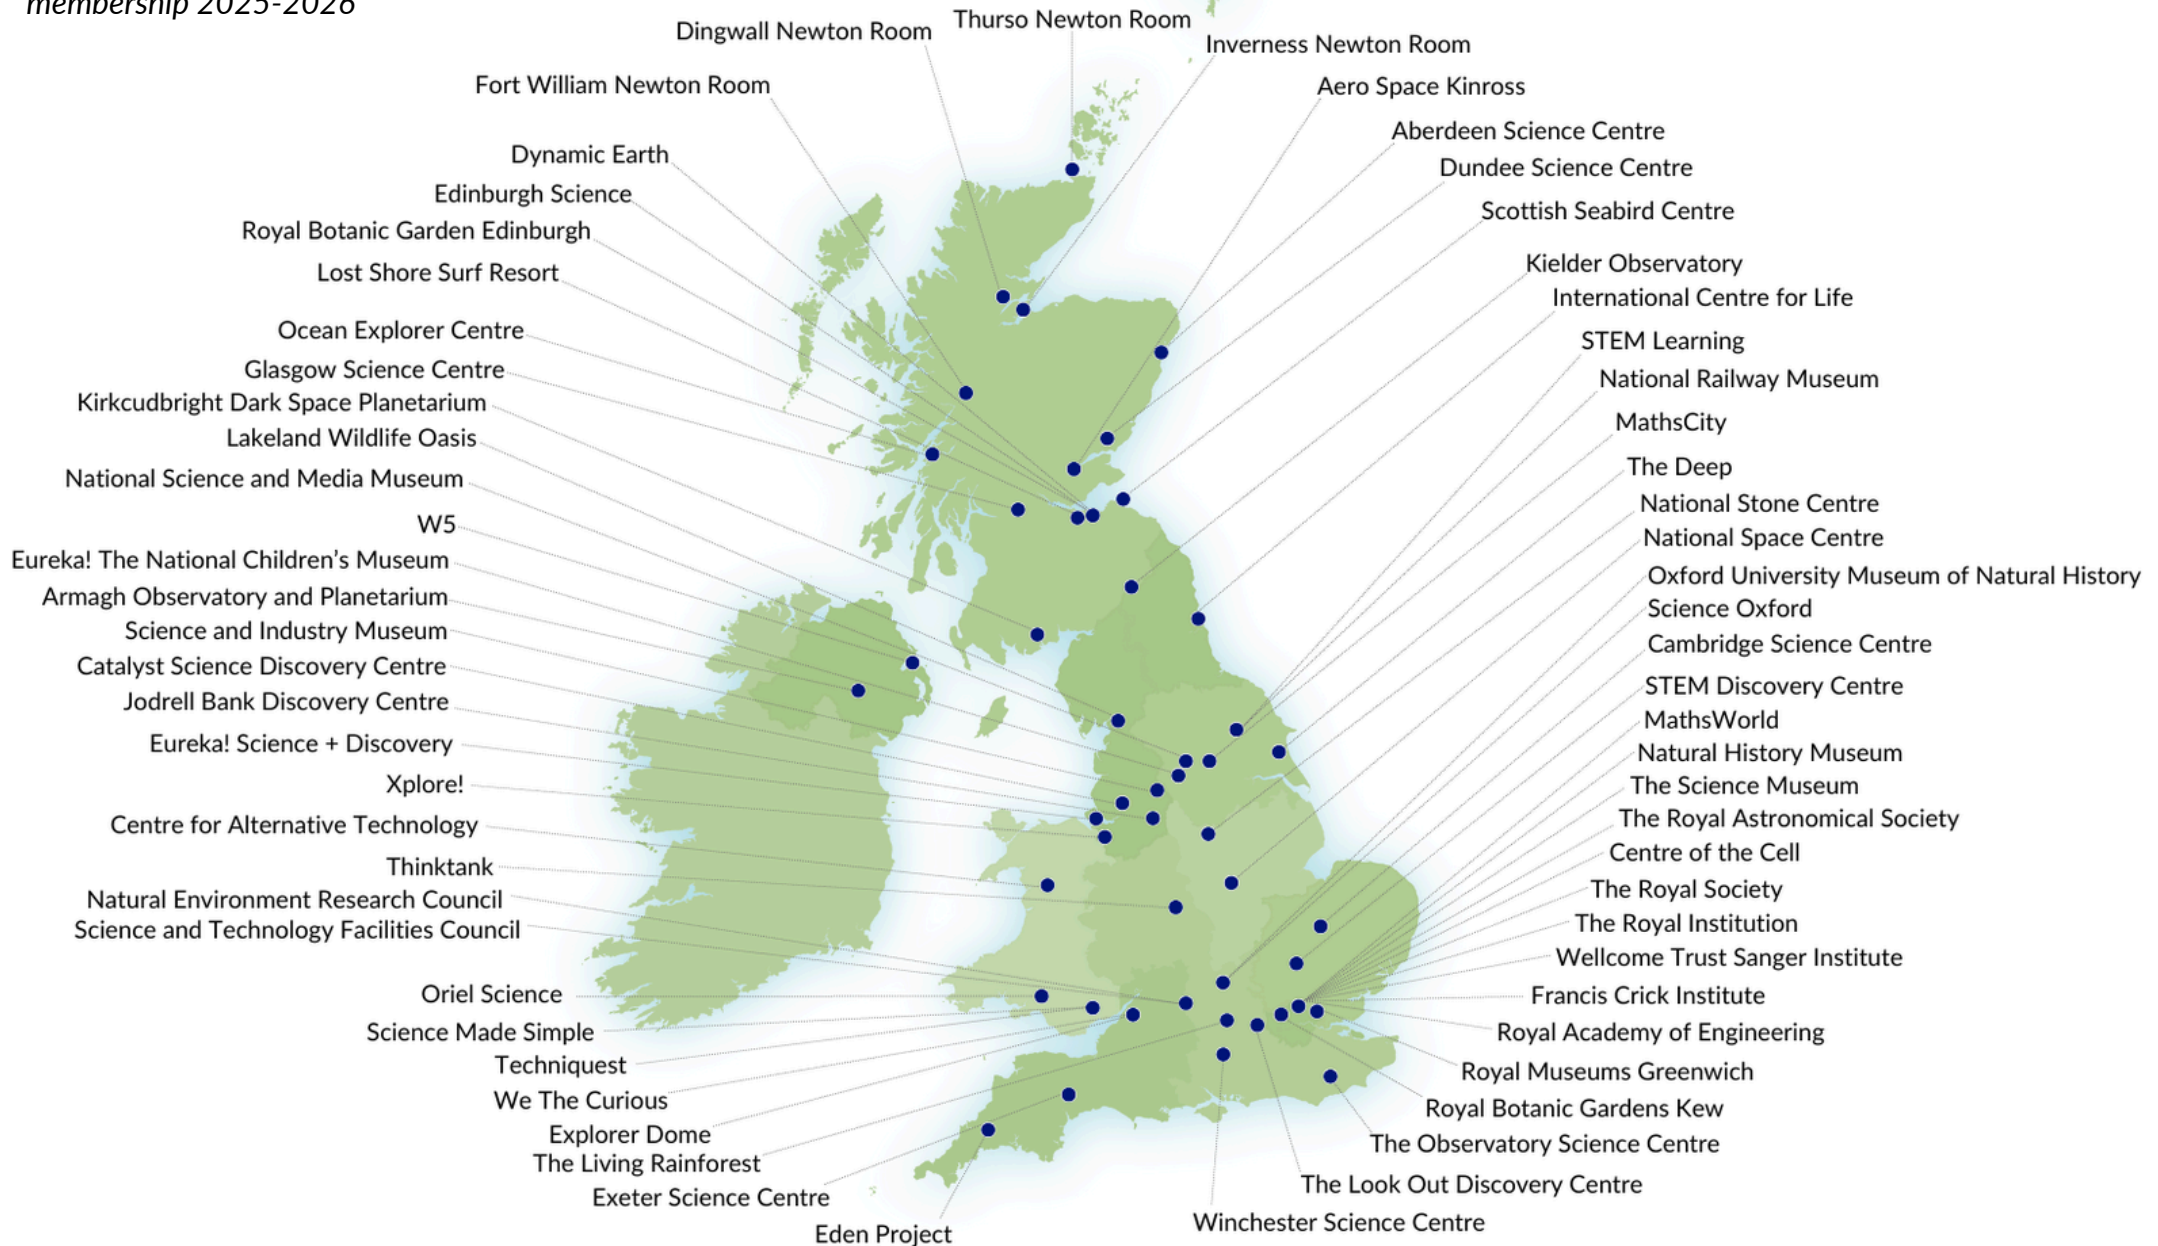 membership 2025-2026
Thurso Newton Room
Dingwall Newton Room
Inverness Newton Room
Fort William Newton Room
Aero Space Kinross
Aberdeen Science Centre
Dynamic Earth
Dundee Science Centre
Edinburgh Science
Scottish Seabird Centre
Royal Botanic Garden Edinburgh
Kielder Observatory
Lost Shore Surf Resort
International Centre for Life
Ocean Explorer Centre
STEM Learning
Glasgow Science Centre
National Railway Museum
Kirkcudbright Dark Space Planetarium
MathsCity
Lakeland Wildlife Oasis
The Deep
National Science and Media Museum
National Stone Centre
W5
National Space Centre
Eureka! The National Children’s Museum
Oxford University Museum of Natural History
Armagh Observatory and Planetarium
Science Oxford
Science and Industry Museum
Cambridge Science Centre
Catalyst Science Discovery Centre
STEM Discovery Centre
Jodrell Bank Discovery Centre
MathsWorld
Eureka! Science + Discovery
Natural History Museum
Xplore!
The Science Museum
The Royal Astronomical Society
Centre for Alternative Technology
Centre of the Cell
Thinktank
The Royal Society
Natural Environment Research Council
The Royal Institution
Science and Technology Facilities Council
Wellcome Trust Sanger Institute
Oriel Science
Francis Crick Institute
Science Made Simple
Royal Academy of Engineering
Techniquest
Royal Museums Greenwich
We The Curious
Royal Botanic Gardens Kew
Explorer Dome
The Observatory Science Centre
The Living Rainforest
The Look Out Discovery Centre
Exeter Science Centre
Winchester Science Centre
Eden Project